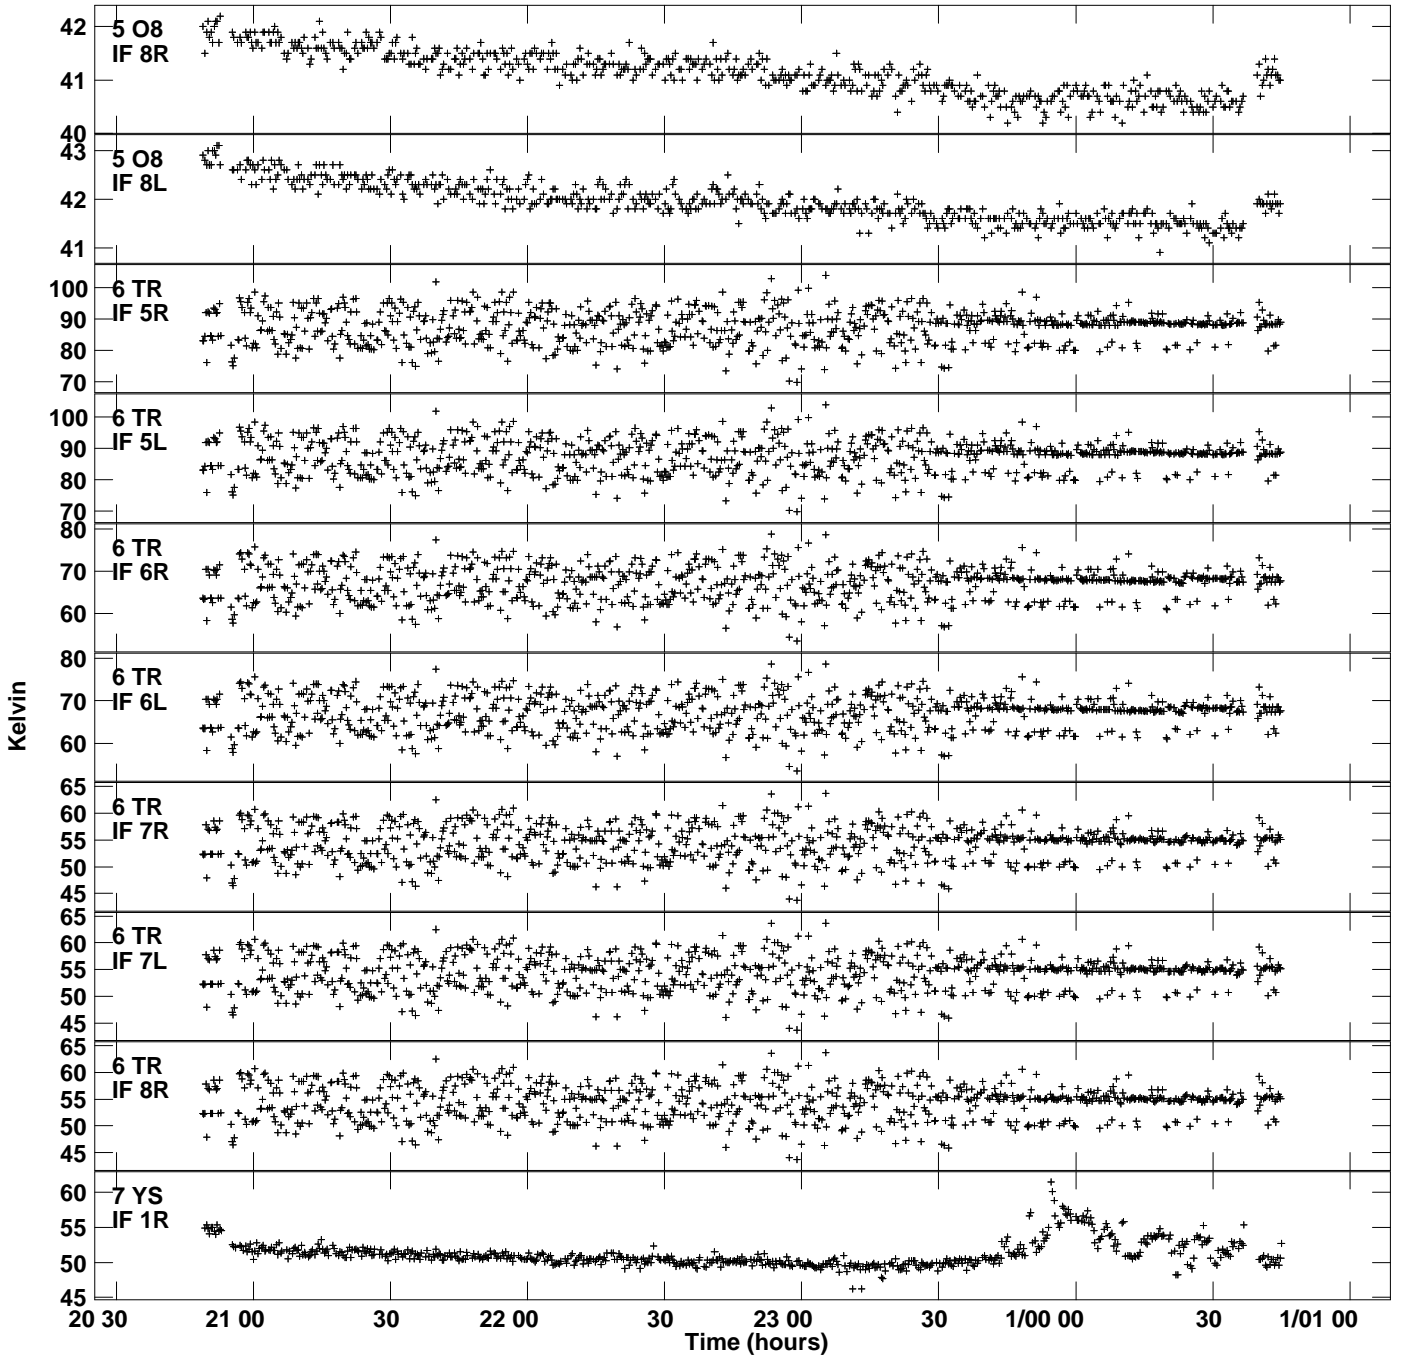 42
41
40
5 O8
IF 8R
43
42
41
5 O8
IF 8L
100
90
80
70
6 TR
IF 5R
100
90
80
70
6 TR
IF 5L
80
70
60
6 TR
IF 6R
80
70
60
6 TR
IF 6L
65
60
55
50
45
6 TR
IF 7R
65
60
55
50
45
6 TR
IF 7L
65
60
55
50
45
6 TR
IF 8R
60
55
50
45
7 YS
IF 1R
Kelvin
20 30 21 00 30 22 00 30 23 00 30 1/00 00 30 1/01 00
Time (hours)